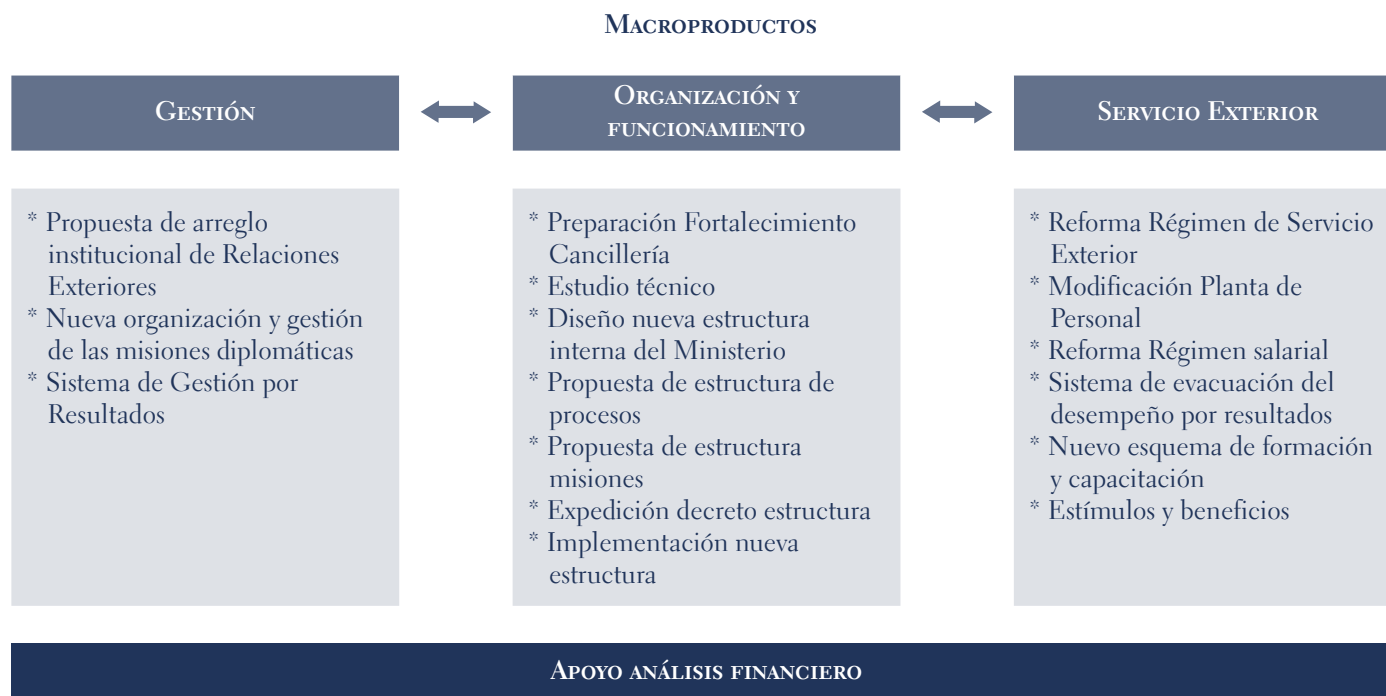 Macroproductos
Gestión
Organización y
funcionamiento
Servicio Exterior
* Propuesta de arreglo
institucional de Relaciones
Exteriores
* Nueva organización y gestión
de las misiones diplomáticas
* Sistema de Gestión por
Resultados
* Preparación Fortalecimiento
Cancillería
* Estudio técnico
* Diseño nueva estructura
interna del Ministerio
* Propuesta de estructura de
procesos
* Propuesta de estructura
misiones
* Expedición decreto estructura
* Implementación nueva
estructura
* Reforma Régimen de Servicio
Exterior
* Modificación Planta de
Personal
* Reforma Régimen salarial
* Sistema de evacuación del
desempeño por resultados
* Nuevo esquema de formación
y capacitación
* Estímulos y beneficios
Apoyo análisis financiero